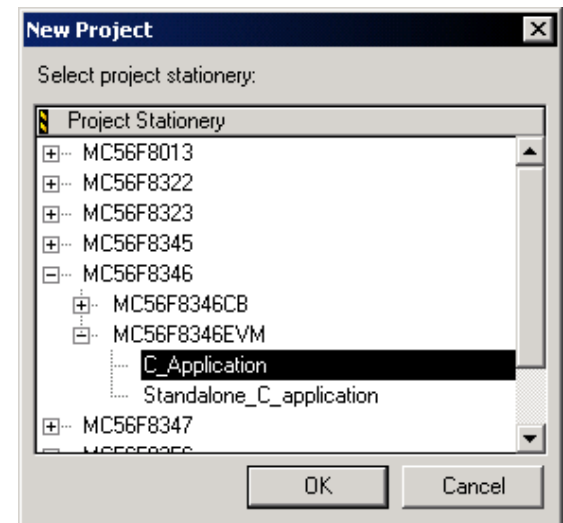 New Project
Select project stationery:
Project Stationery
MC56F8013
MC56F8322
MC56F8323
MC56F8345
MC56F8346
MC56F8346CB
MC56F8346EVM
C_Application
Standalone_C_application
MC56F8347
OK Cancel